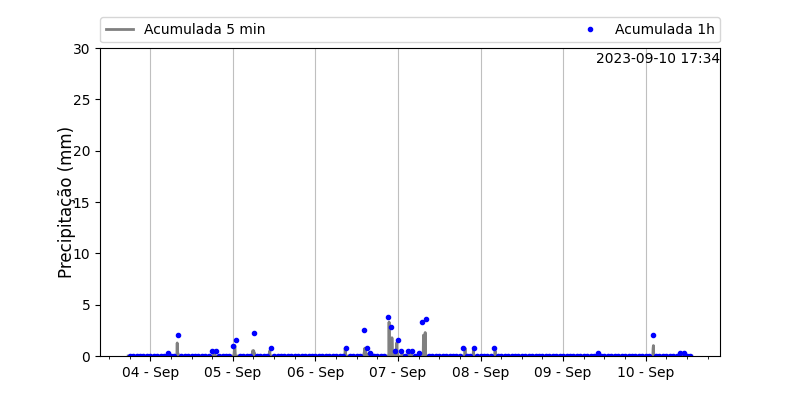 Acumulada 5 min
Acumulada 1h
2023-09-10 17:34
Precipitação (mm)
30
25
20
15
10
5
0
04 - Sep
05 - Sep
06 - Sep
07 - Sep
08 - Sep
09 - Sep
10 - Sep